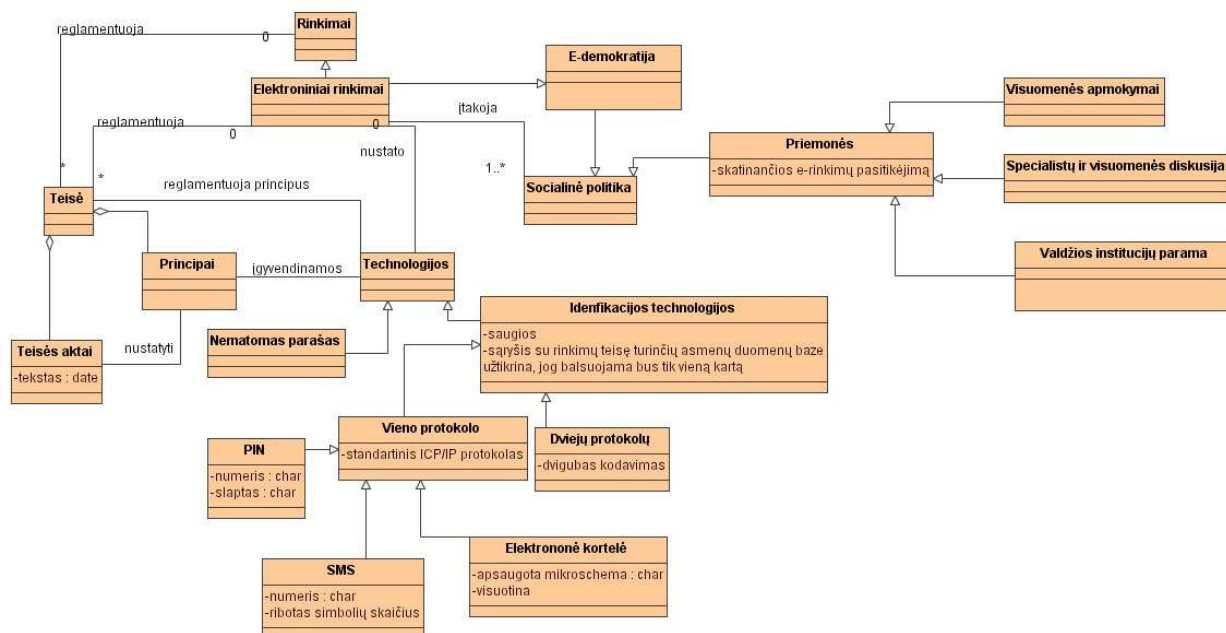 Rinkimai
reglamentuoja
0
E-demokratija
Elektroniniai rinkimai
Visuomenės apmokymai
įtakoja
reglamentuoja
0
0
nustato
Priemonės
-skatinančios e-rinkimų pasitikėjimą
Specialistų ir visuomenės diskusija
*
*
1..*
Teisė
reglamentuoja principus
Socialinė politika
Principai
įgyvendinamos
Technologijos
Valdžios institucijų parama
Idenfikacijos technologijos
-saugios
-sąryšis su rinkimų teisę turinčių asmenų duomenų baze
užtikrina, jog balsuojama bus tik vieną kartą
Nematomas parašas
Teisės aktai
-tekstas : date
nustatyti
Vieno protokolo
-standartinis ICP/IP protokolas
Dviejų protokolų
-dvigubas kodavimas
PIN
-numeris : char
-slaptas : char
Elektrononė kortelė
-apsaugota mikroschema : char
-visuotina
SMS
-numeris : char
-ribotas simbolių skaičius